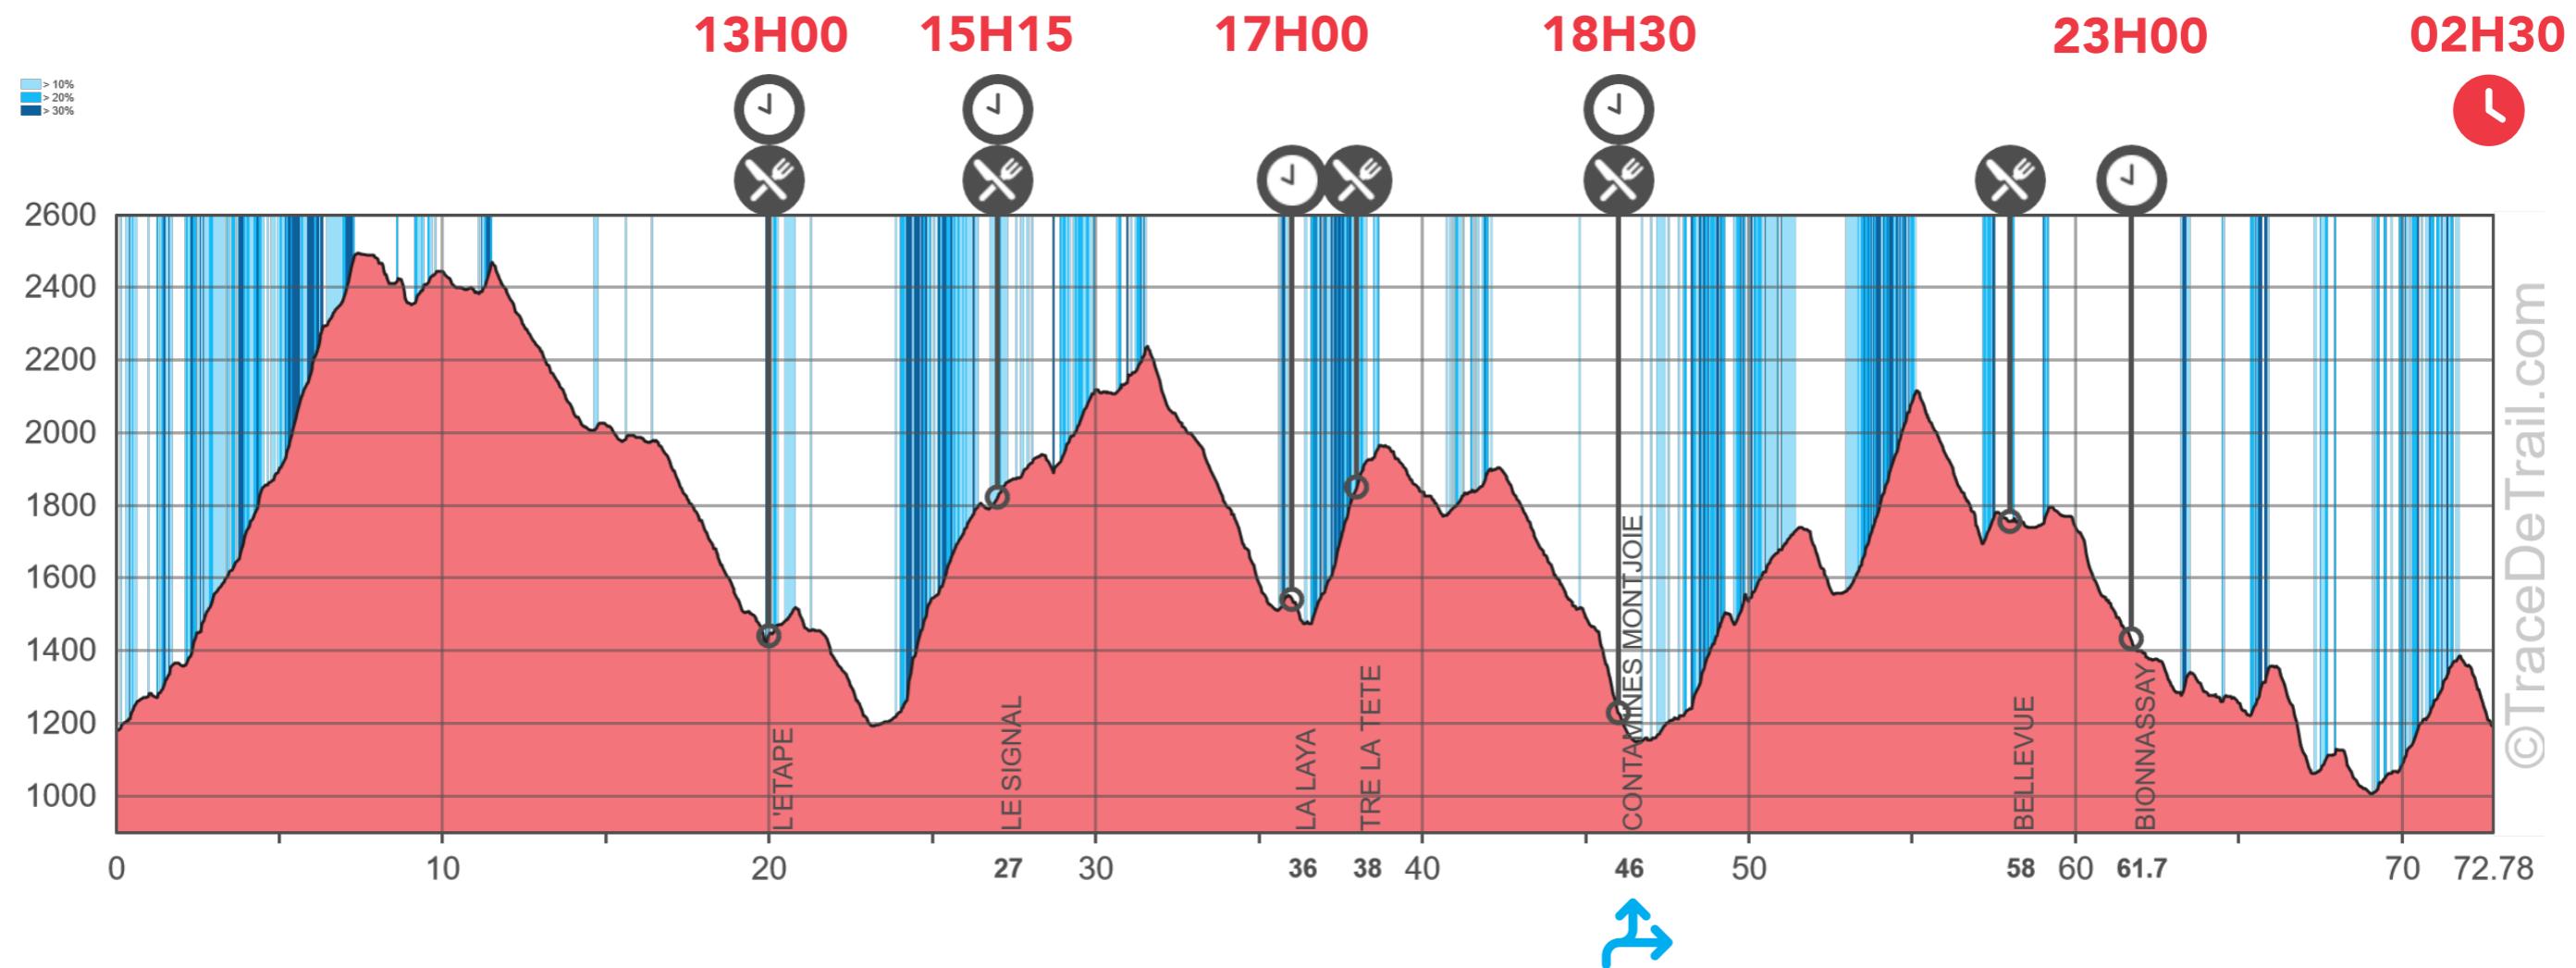 13H00 15H15 17H00 18H30 23H00 02H30
> 10%
> 20%
> 30%
2600
2400
2200
2000
1800
1600
1400
1200
1000
L'ETAPE
LE SIGNAL
LA LAYA
TRE LA TETE
CONTAMINES MONTJOIE
BELLEVUE
BIONNASSAY
©TraceDeTrail.com
0 10 20 27 30 36 38 40 46 50 58 60 61.7 70 72.78